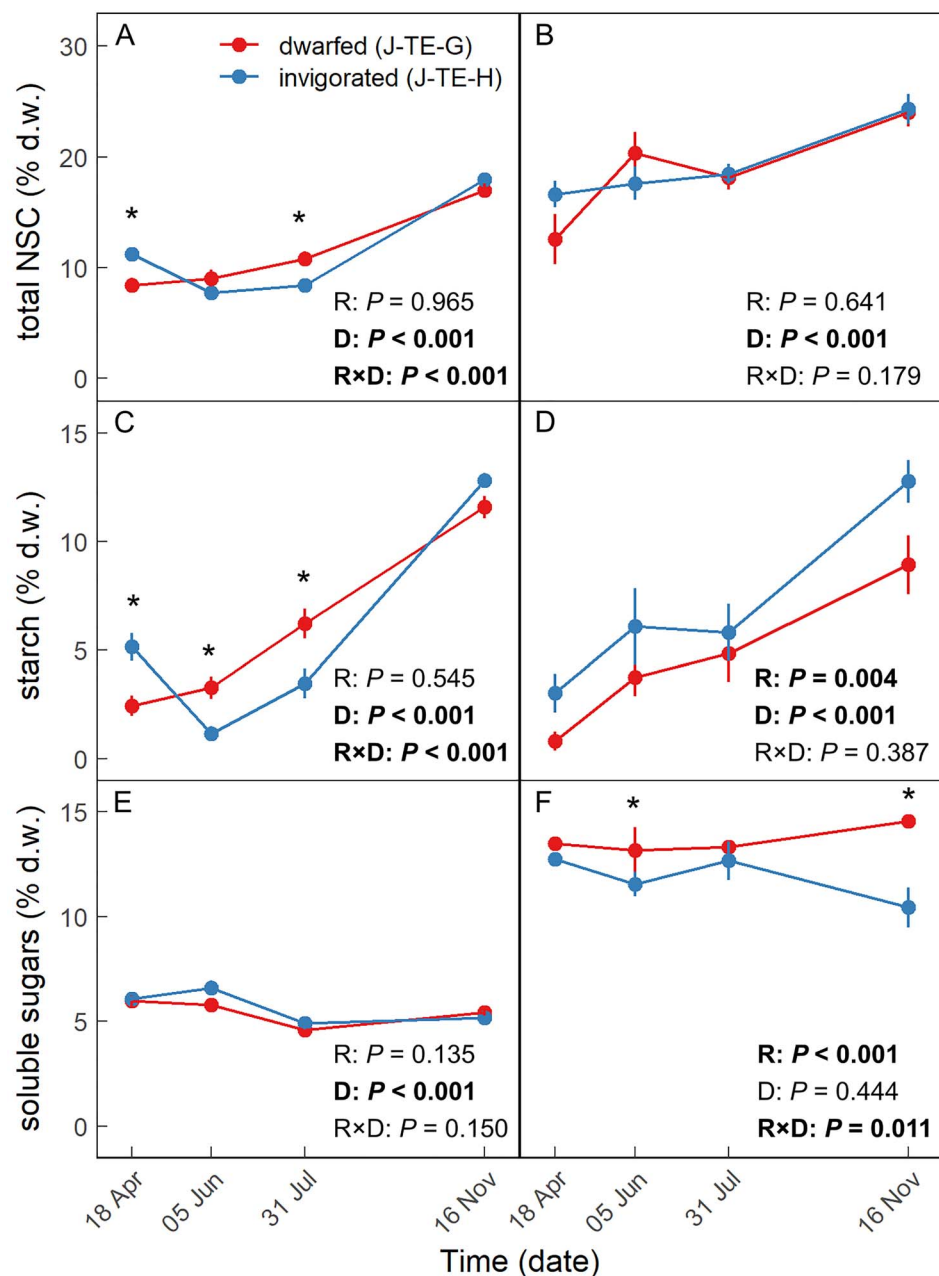 A
dwarfed (J-TE-G)
invigorated (J-TE-H)
B
total NSC (% d.w.)
30
20
10
0
*
*
R: P = 0.965
D: P < 0.001
R×D: P < 0.001
R: P = 0.641
D: P < 0.001
R×D: P = 0.179
C
D
starch (% d.w.)
15
10
5
0
*
*
*
R: P = 0.545
D: P < 0.001
R×D: P < 0.001
R: P = 0.004
D: P < 0.001
R×D: P = 0.387
E
F
soluble sugars (% d.w.)
15
10
5
0
*
*
R: P = 0.135
D: P < 0.001
R×D: P = 0.150
R: P < 0.001
D: P = 0.444
R×D: P = 0.011
18 Apr
05 Jun
31 Jul
16 Nov
18 Apr
05 Jun
31 Jul
16 Nov
Time (date)